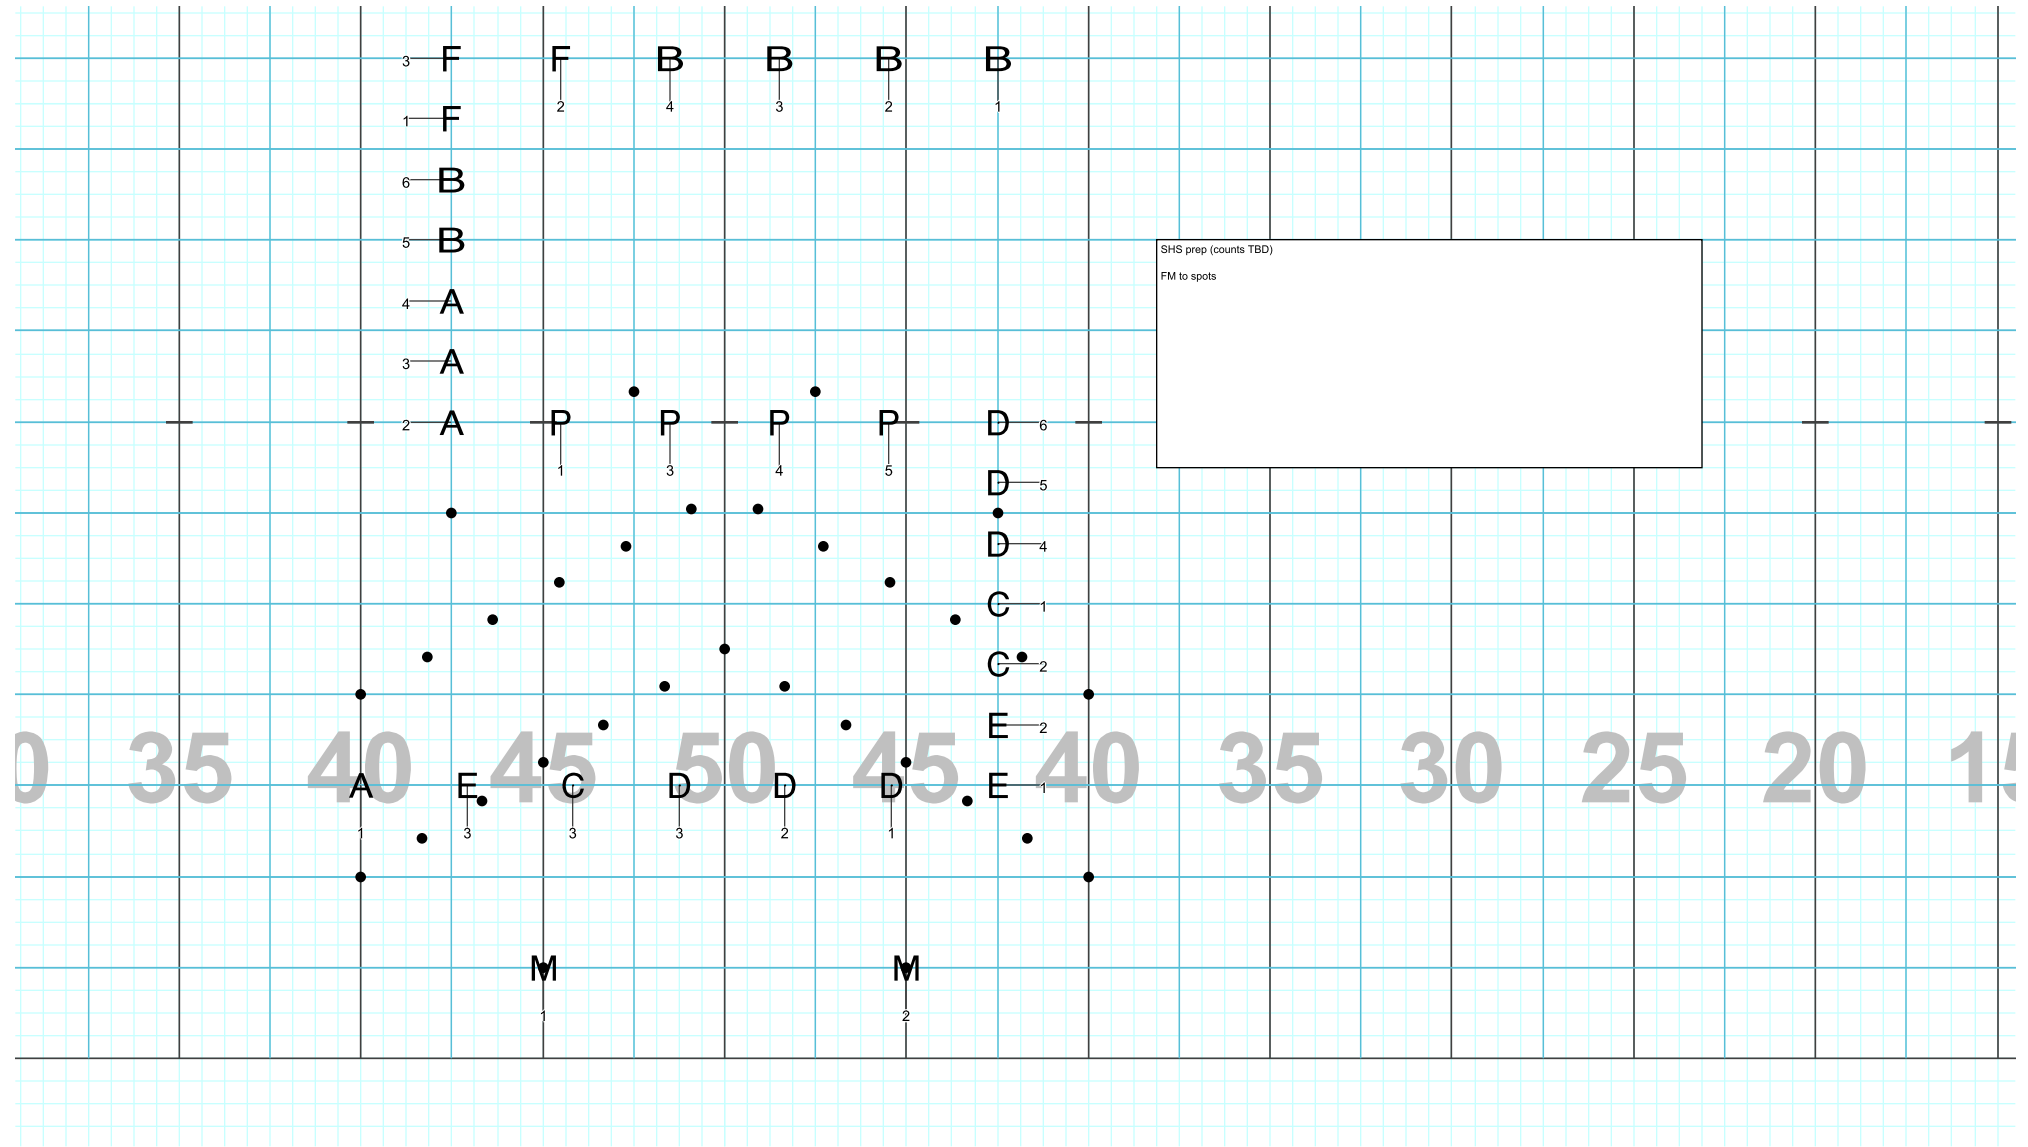 3 F F B B B B
2 4 3 2 1
1 F
6 B
5 B
SHS prep (counts TBD)
FM to spots
4 A
3 A
2 A P P P P D 6
1 3 4 5
D 5
D 4
C 1
C 2
E 2
0 35 40 45 50 45 40 35 30 25 20 15
A E C D D D E 1
1 3 3 3 2 1
M M
1 2